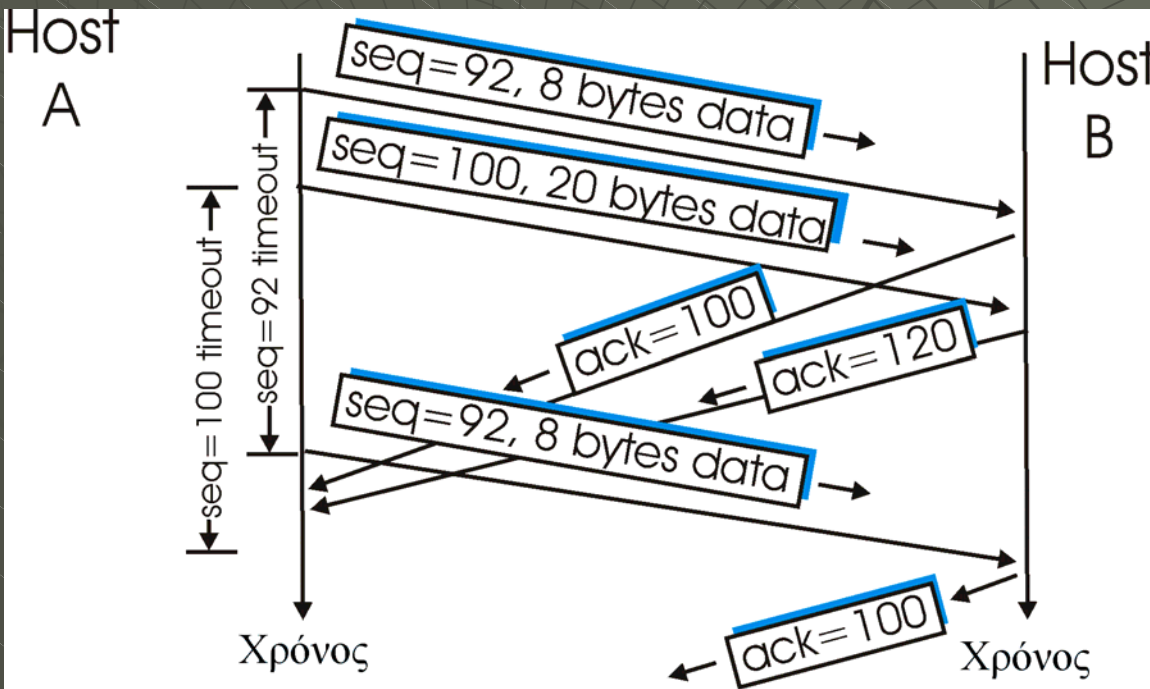 Host
A
Host
B
seq=92, 8 bytes data
seq=100, 20 bytes data
seq=100 timeout
seq=92 timeout
ack=100
ack=120
seq=92, 8 bytes data
ack=100
Χρόνος
Χρόνος